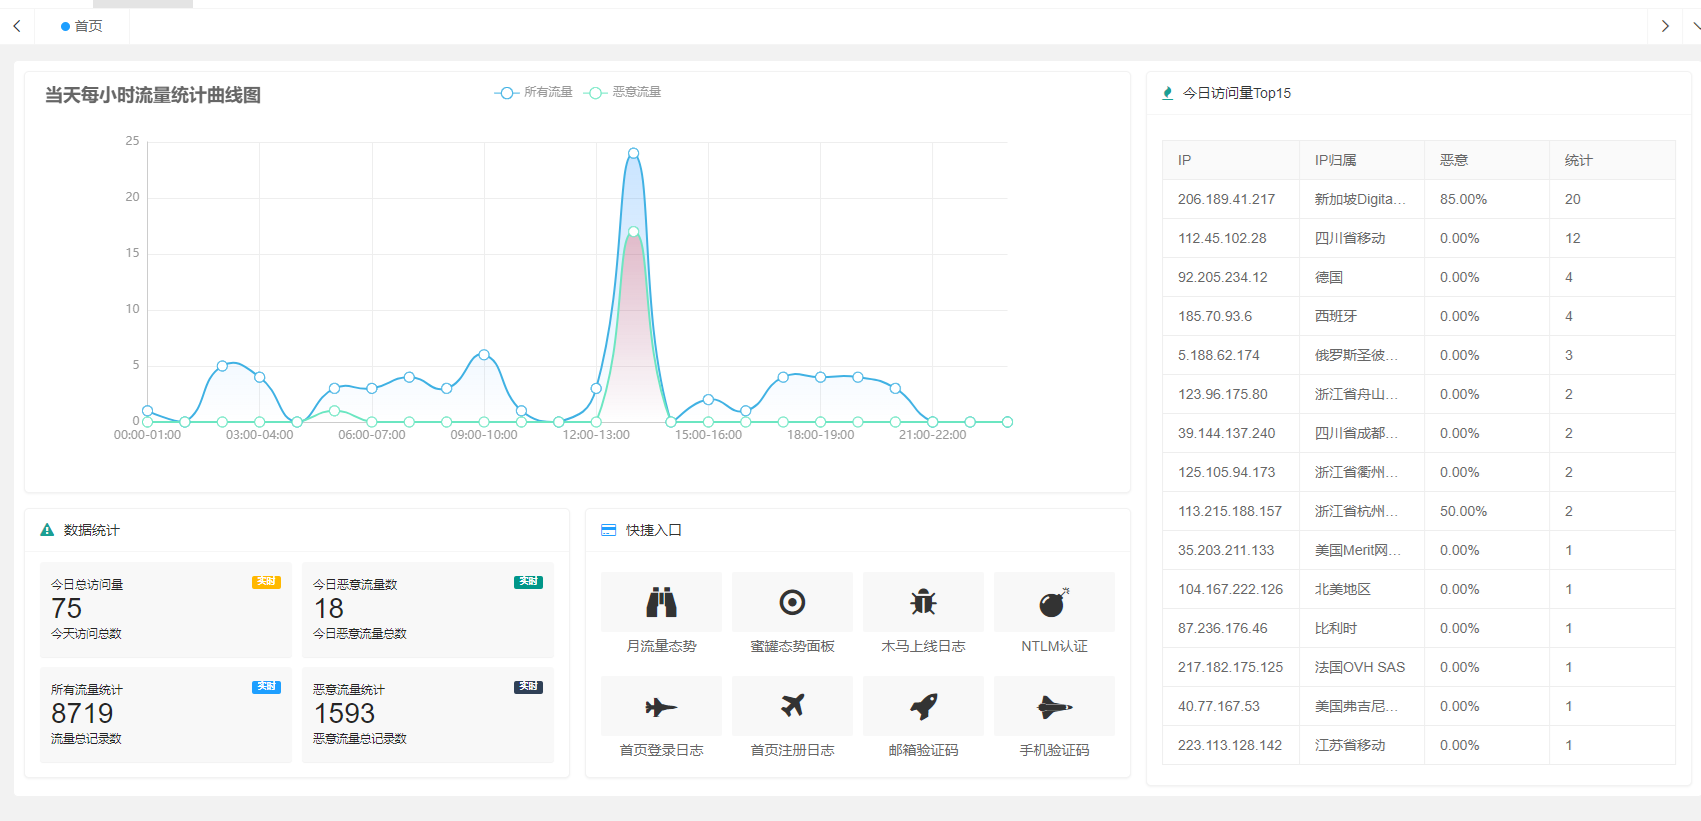 首页
当天每小时流量统计曲线图
所有流量 恶意流量
25
20
15
10
5
0
00:00-01:00 03:00-04:00 06:00-07:00 09:00-10:00 12:00-13:00 15:00-16:00 18:00-19:00 21:00-22:00
数据统计
今日总访问量 实时
75
今天访问总数
今日恶意流量数 实时
18
今日恶意流量总数
所有流量统计 实时
8719
流量总记录数
恶意流量统计 实时
1593
恶意流量总记录数
快捷入口
月流量态势 蜜罐态势面板 木马上线日志 NTLM认证
首页登录日志 首页注册日志 邮箱验证码 手机验证码
今日访问量Top15
IP IP归属 恶意 统计
206.189.41.217 新加坡Digita... 85.00% 20
112.45.102.28 四川省移动 0.00% 12
92.205.234.12 德国 0.00% 4
185.70.93.6 西班牙 0.00% 4
5.188.62.174 俄罗斯圣彼... 0.00% 3
123.96.175.80 浙江省舟山... 0.00% 2
39.144.137.240 四川省成都... 0.00% 2
125.105.94.173 浙江省衢州... 0.00% 2
113.215.188.157 浙江省杭州... 50.00% 2
35.203.211.133 美国Merit网... 0.00% 1
104.167.222.126 北美地区 0.00% 1
87.236.176.46 比利时 0.00% 1
217.182.175.125 法国OVH SAS 0.00% 1
40.77.167.53 美国弗吉尼... 0.00% 1
223.113.128.142 江苏省移动 0.00% 1